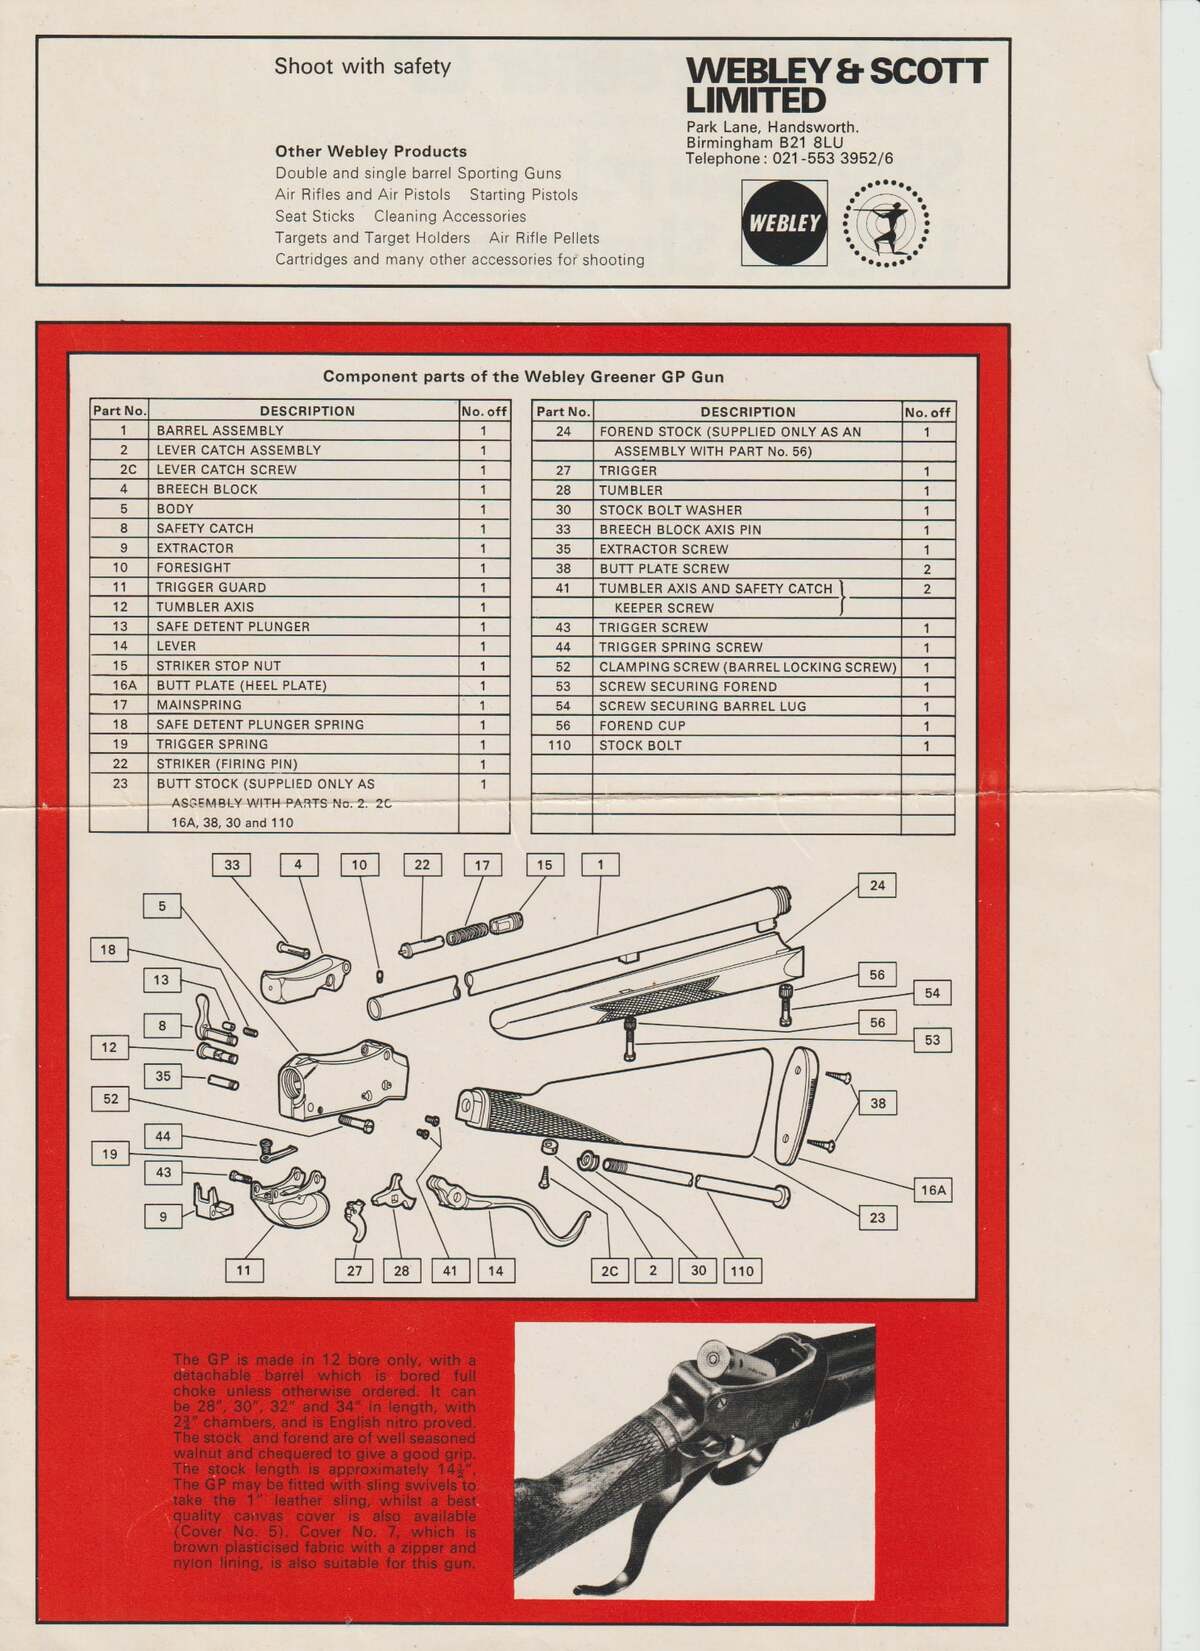 Shoot with safety
WEBLEY & SCOTT
LIMITED
Park Lane, Handsworth.
Birmingham B21 8LU
Telephone: 021-553 3952/6
Other Webley Products
Double and single barrel Sporting Guns
Air Rifles and Air Pistols Starting Pistols
Seat Sticks Cleaning Accessories
Targets and Target Holders Air Rifle Pellets
Cartridges and many other accessories for shooting
WEBLEY
Component parts of the Webley Greener GP Gun
Part No. DESCRIPTION No. off
1 BARREL ASSEMBLY 1
2 LEVER CATCH ASSEMBLY 1
2C LEVER CATCH SCREW 1
4 BREECH BLOCK 1
5 BODY 1
8 SAFETY CATCH 1
9 EXTRACTOR 1
10 FORESIGHT 1
11 TRIGGER GUARD 1
12 TUMBLER AXIS 1
13 SAFE DETENT PLUNGER 1
14 LEVER 1
15 STRIKER STOP NUT 1
16A BUTT PLATE (HEEL PLATE) 1
17 MAINSPRING 1
18 SAFE DETENT PLUNGER SPRING 1
19 TRIGGER SPRING 1
22 STRIKER (FIRING PIN) 1
23 BUTT STOCK (SUPPLIED ONLY AS 1
ASSEMBLY WITH PARTS No. 2. 2C
16A, 38, 30 and 110
Part No. DESCRIPTION No. off
24 FOREND STOCK (SUPPLIED ONLY AS AN 1
ASSEMBLY WITH PART No. 56)
27 TRIGGER 1
28 TUMBLER 1
30 STOCK BOLT WASHER 1
33 BREECH BLOCK AXIS PIN 1
35 EXTRACTOR SCREW 1
38 BUTT PLATE SCREW 2
41 TUMBLER AXIS AND SAFETY CATCH 2
KEEPER SCREW
43 TRIGGER SCREW 1
44 TRIGGER SPRING SCREW 1
52 CLAMPING SCREW (BARREL LOCKING SCREW) 1
53 SCREW SECURING FOREND 1
54 SCREW SECURING BARREL LUG 1
56 FOREND CUP 1
110 STOCK BOLT 1
33 4 10 22 17 15 1
24
5
18
13
8
12
35
52
44
19
43
9
56
54
56
53
38
16A
23
11 27 28 41 14 2C 2 30 110
The GP is made in 12 bore only, with a
detachable barrel which is bored full
choke unless otherwise ordered. It can
be 28", 30", 32" and 34" in length, with
2¾" chambers, and is English nitro proved.
The stock and forend are of well seasoned
walnut and chequered to give a good grip.
The stock length is approximately 14½".
The GP may be fitted with sling swivels to
take the 1" leather sling, whilst a best
quality canvas cover is also available
(Cover No. 5). Cover No. 7, which is
brown plasticised fabric with a zipper and
nylon lining, is also suitable for this gun.